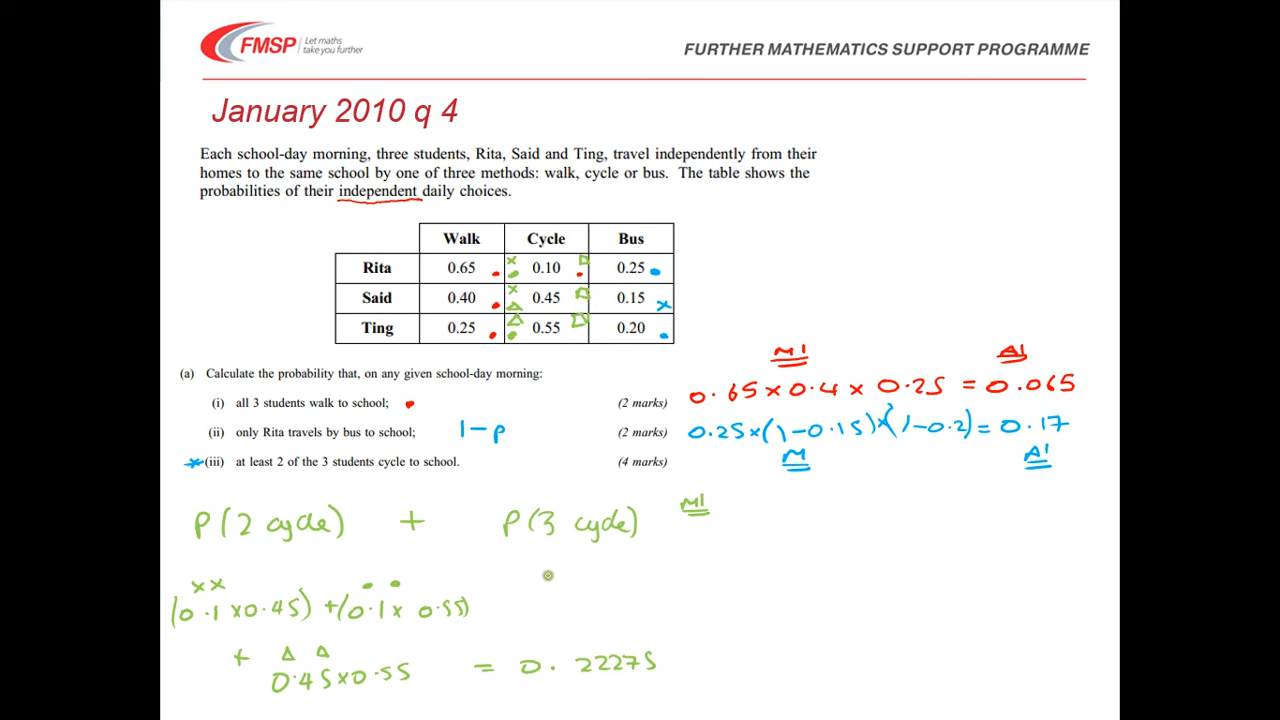 FMSP Let maths
take you further
FURTHER MATHEMATICS SUPPORT PROGRAMME
January 2010 q 4
Each school-day morning, three students, Rita, Said and Ting, travel independently from their
homes to the same school by one of three methods: walk, cycle or bus. The table shows the
probabilities of their independent daily choices.
Walk Cycle Bus
Rita 0.65 0.10 0.25
Said 0.40 0.45 0.15
Ting 0.25 0.55 0.20
(a) Calculate the probability that, on any given school-day morning:
M1 A1
(i) all 3 students walk to school; (2 marks) 0.65 × 0.4 × 0.25 = 0.065
(ii) only Rita travels by bus to school; 1-p (2 marks) 0.25×(1-0.15)×(1-0.2)= 0.17
M A1
(iii) at least 2 of the 3 students cycle to school. (4 marks)
P(2 cycle) + P(3 cycle) M1
(0.1 × 0.45) + (0.1 × 0.55)
+ 0.45×0.55 = 0.22275